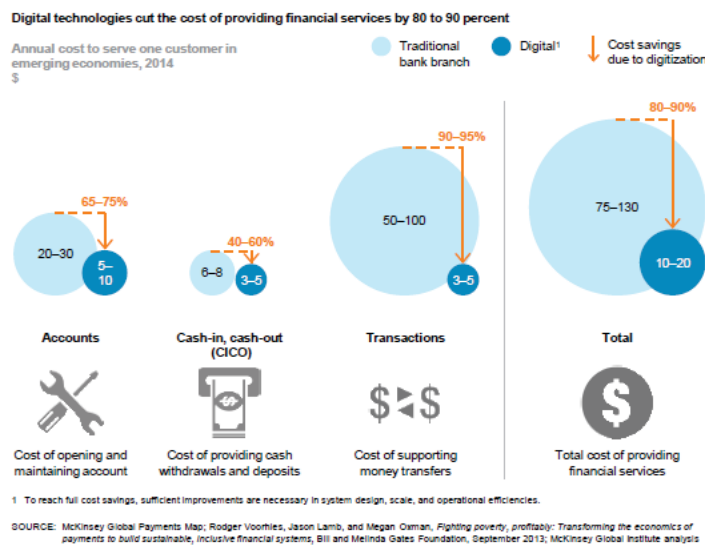 Digital technologies cut the cost of providing financial services by 80 to 90 percent
Annual cost to serve one customer in
emerging economies, 2014
$
Traditional
bank branch
Digital1
Cost savings
due to digitization
65–75%
20–30
5–
10
40–60%
6–8
3–5
90–95%
50–100
3–5
80–90%
75–130
10–20
Accounts
Cash-in, cash-out
(CICO)
Transactions
Total
$
$ $
$
Cost of opening and
maintaining account
Cost of providing cash
withdrawals and deposits
Cost of supporting
money transfers
Total cost of providing
financial services
1 To reach full cost savings, sufficient improvements are necessary in system design, scale, and operational efficiencies.
SOURCE: McKinsey Global Payments Map; Rodger Voorhies, Jason Lamb, and Megan Oxman, Fighting poverty, profitably: Transforming the economics of
payments to build sustainable, inclusive financial systems, Bill and Melinda Gates Foundation, September 2013; McKinsey Global Institute analysis